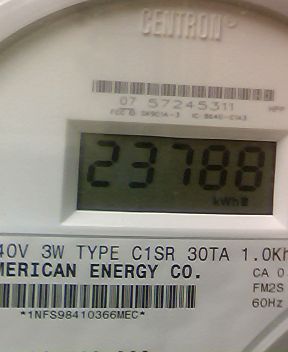 CENTRON
07 57245311
23788
kWh
40V 3W TYPE C1SR 30TA 1.0Kh
MERICAN ENERGY CO.
CA 0
FM2S
60Hz
*1NFS98410366MEC*